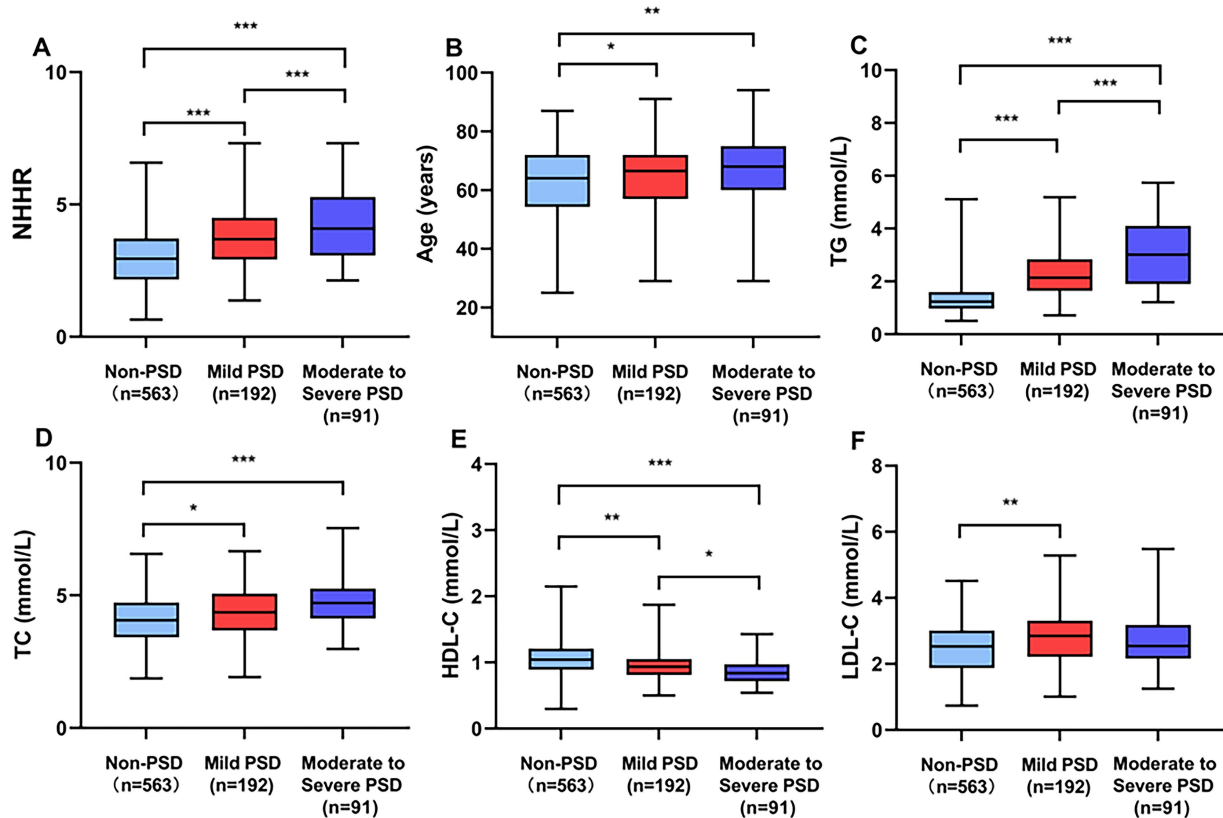 A
NHHR
10
5
0
***
***
***
Non-PSD
(n=563)
Mild PSD
(n=192)
Moderate to
Severe PSD
(n=91)
B
Age (years)
100
80
60
40
20
**
*
Non-PSD
(n=563)
Mild PSD
(n=192)
Moderate to
Severe PSD
(n=91)
C
TG (mmol/L)
10
8
6
4
2
0
***
***
***
Non-PSD
(n=563)
Mild PSD
(n=192)
Moderate to
Severe PSD
(n=91)
D
TC (mmol/L)
10
5
0
***
*
Non-PSD
(n=563)
Mild PSD
(n=192)
Moderate to
Severe PSD
(n=91)
E
HDL-C (mmol/L)
4
3
2
1
0
***
**
*
Non-PSD
(n=563)
Mild PSD
(n=192)
Moderate to
Severe PSD
(n=91)
F
LDL-C (mmol/L)
8
6
4
2
0
**
Non-PSD
(n=563)
Mild PSD
(n=192)
Moderate to
Severe PSD
(n=91)